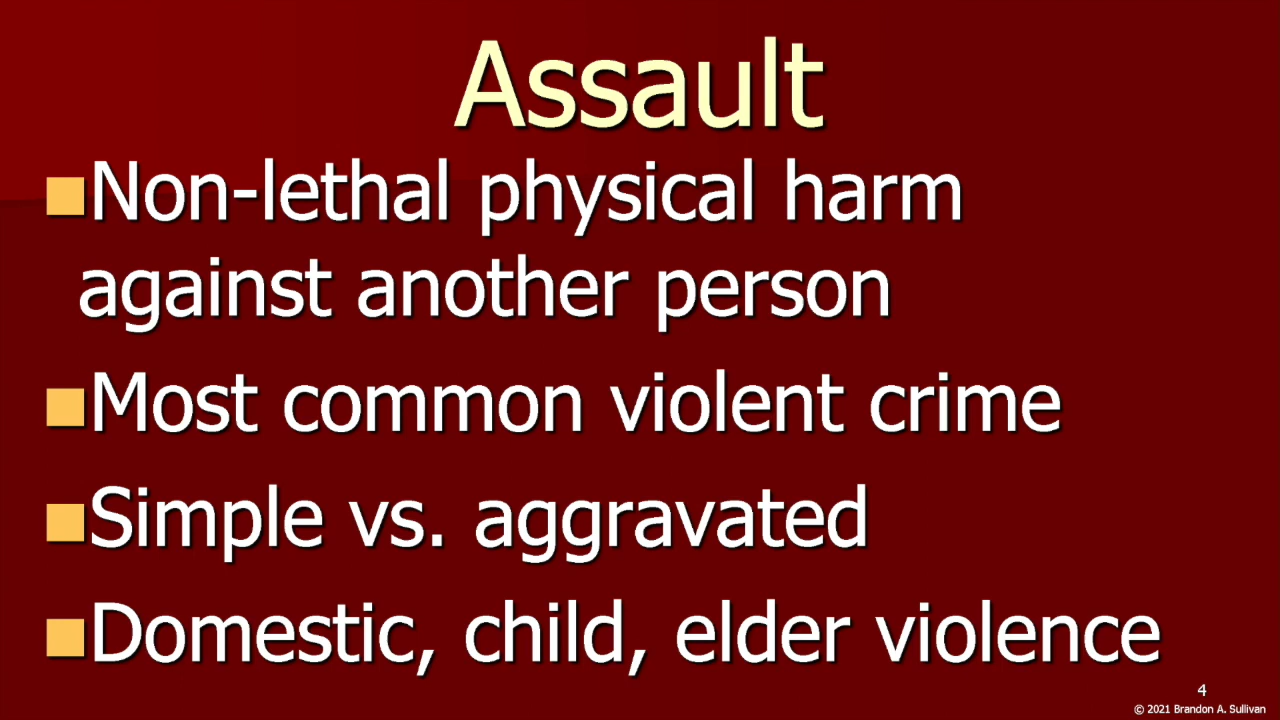 Assault
■Non-lethal physical harm
against another person
■Most common violent crime
■Simple vs. aggravated
■Domestic, child, elder violence
4
© 2021 Brandon A. Sullivan